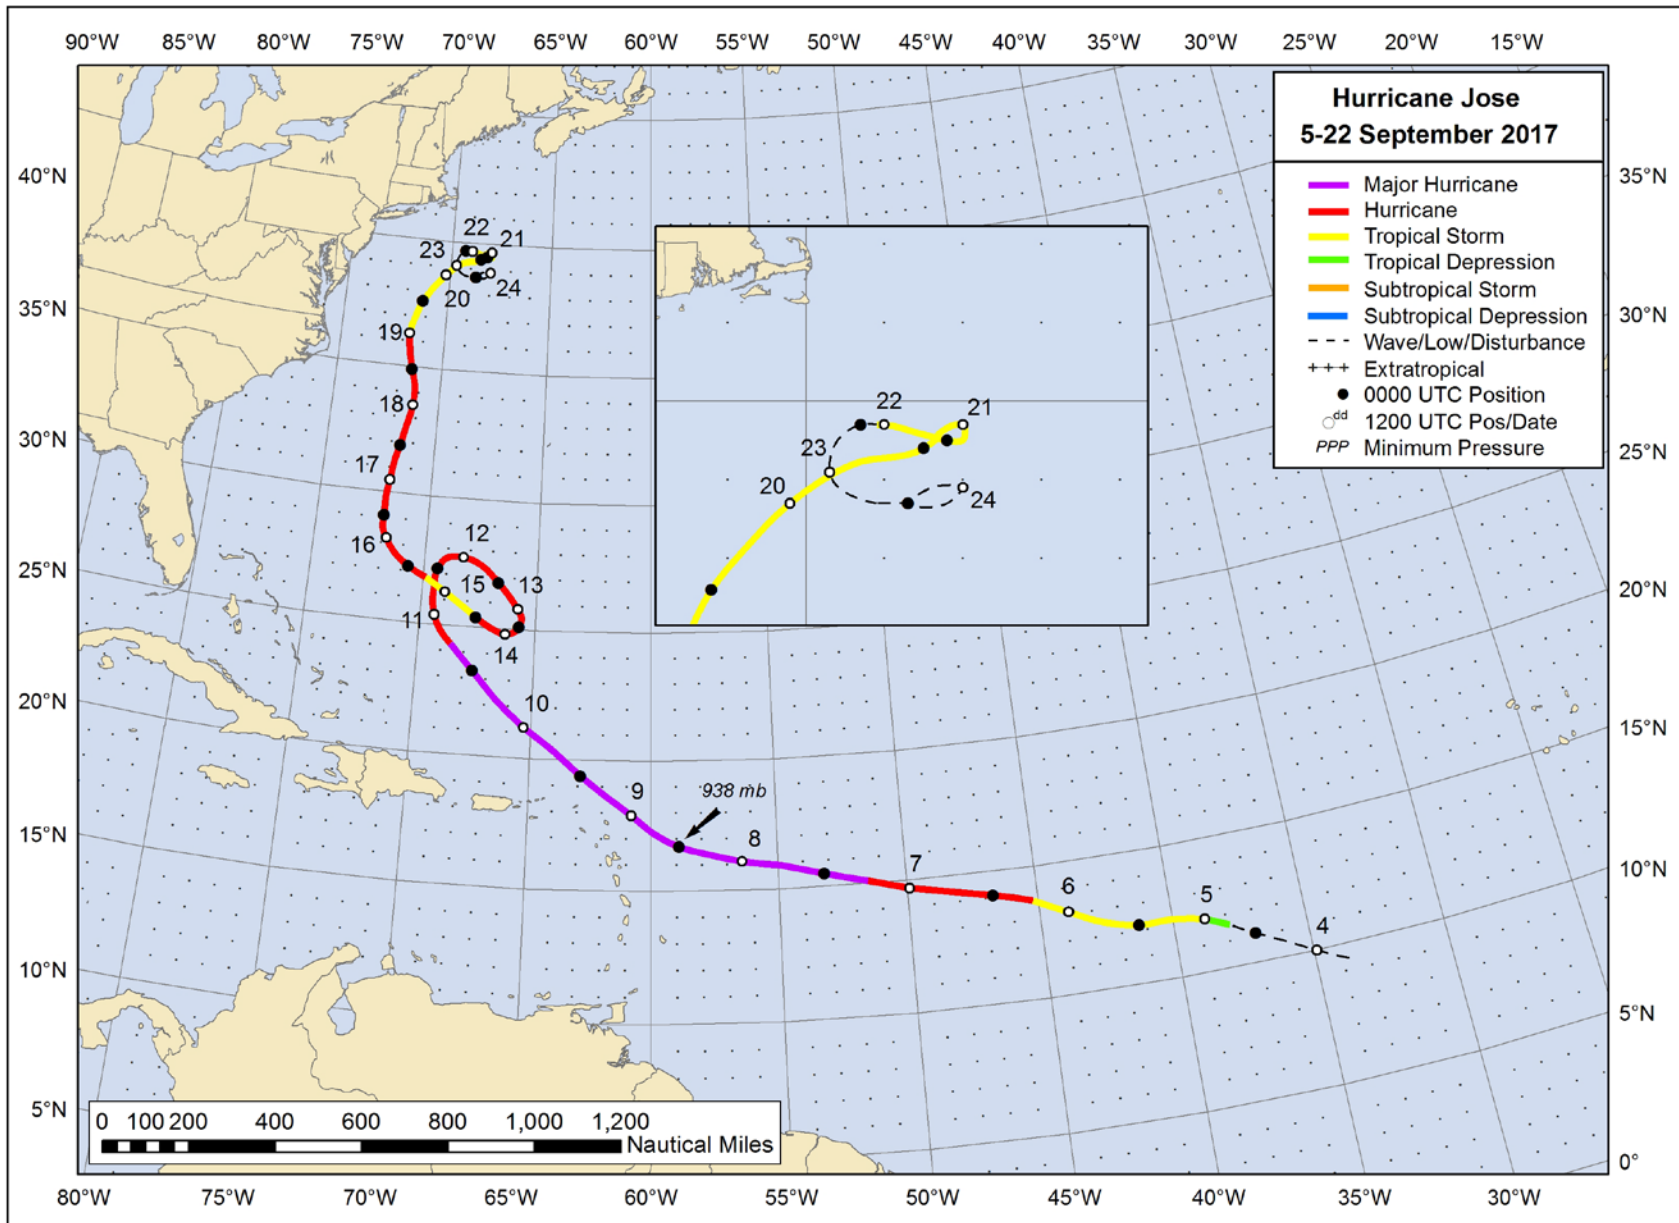 90°W 85°W 80°W 75°W 70°W 65°W 60°W 55°W 50°W 45°W 40°W 35°W 30°W 25°W 20°W 15°W
Hurricane Jose
5-22 September 2017
Major Hurricane
Hurricane
Tropical Storm
Tropical Depression
Subtropical Storm
Subtropical Depression
Wave/Low/Disturbance
Extratropical
0000 UTC Position
dd 1200 UTC Pos/Date
PPP Minimum Pressure
40°N
35°N
30°N
25°N
20°N
15°N
10°N
5°N
35°N
30°N
25°N
20°N
15°N
10°N
5°N
0°
23 22 21
20 24
19
18
17
16
12
15 13
11
14
10
9
938 mb
8
7
6
5
4
22 21
23
20 24
0 100 200 400 600 800 1,000 1,200
Nautical Miles
80°W 75°W 70°W 65°W 60°W 55°W 50°W 45°W 40°W 35°W 30°W